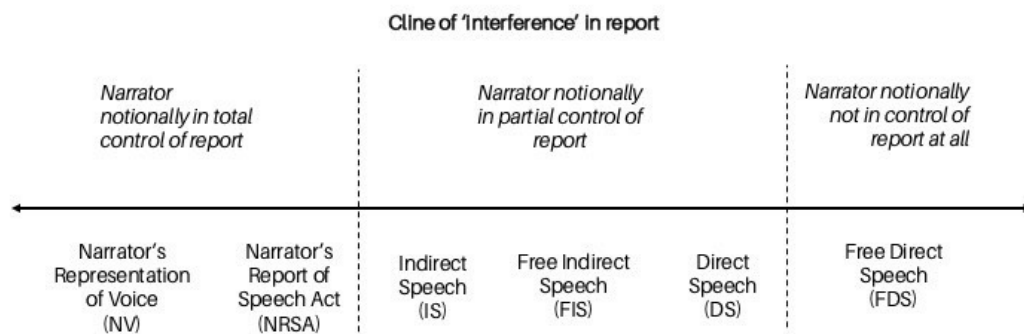 Cline of 'interference' in report
Narrator
notionally in total
control of report
Narrator notionally
in partial control of
report
Narrator notionally
not in control of
report at all
Narrator's
Representation
of Voice
(NV)
Narrator's
Report of
Speech Act
(NRSA)
Indirect
Speech
(IS)
Free Indirect
Speech
(FIS)
Direct
Speech
(DS)
Free Direct
Speech
(FDS)